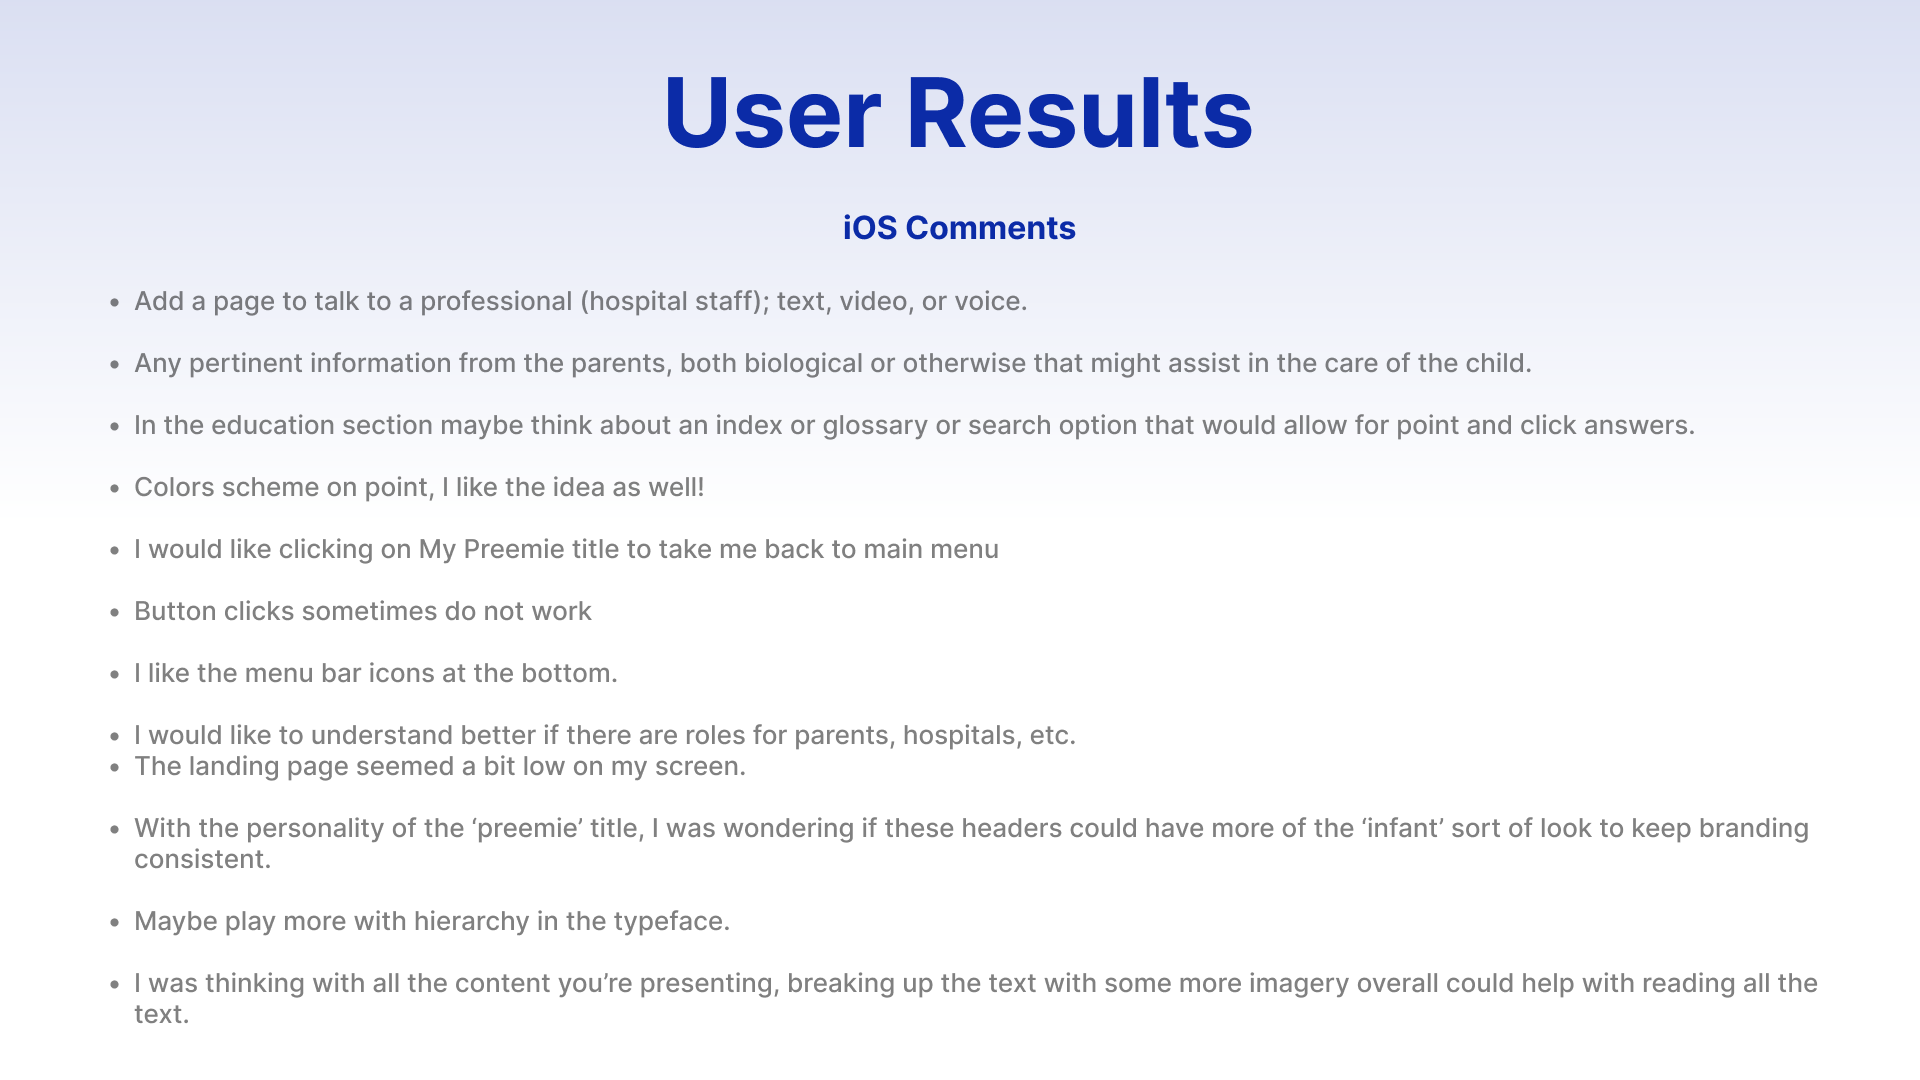 User Results
iOS Comments
• Add a page to talk to a professional (hospital staff); text, video, or voice.
• Any pertinent information from the parents, both biological or otherwise that might assist in the care of the child.
• In the education section maybe think about an index or glossary or search option that would allow for point and click answers.
• Colors scheme on point, I like the idea as well!
• I would like clicking on My Preemie title to take me back to main menu
• Button clicks sometimes do not work
• I like the menu bar icons at the bottom.
• I would like to understand better if there are roles for parents, hospitals, etc.
• The landing page seemed a bit low on my screen.
• With the personality of the ‘preemie’ title, I was wondering if these headers could have more of the ‘infant’ sort of look to keep branding
consistent.
• Maybe play more with hierarchy in the typeface.
• I was thinking with all the content you’re presenting, breaking up the text with some more imagery overall could help with reading all the
text.